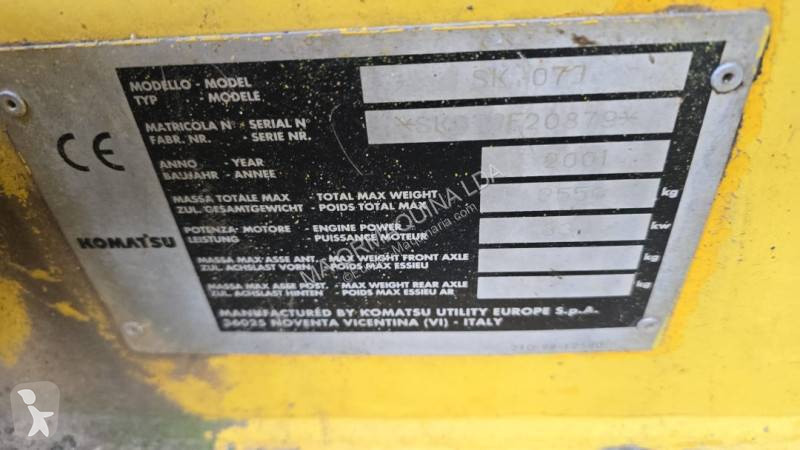 CE
KOMATSU
MODELLO - MODEL
TYP - MODELE
MATRICOLA N° - SERIAL N°
FABR. NR. - SERIE NR.
ANNO - YEAR
BAUJAHR - ANNEE
2001
MASSA TOTALE MAX - TOTAL MAX WEIGHT
ZUL. GESAMTGEWICHT - POIDS TOTAL MAX
kg
POTENZA MOTORE - ENGINE POWER
LEISTUNG - PUISSANCE MOTEUR
kw
MASSA MAX ASSE ANT. - MAX WEIGHT FRONT AXLE
ZUL. ACHSLAST VORN - POIDS MAX ESSIEU
kg
MASSA MAX ASSE POST. - MAX WEIGHT REAR AXLE
ZUL. ACHSLAST HINTEN - POIDS MAX ESSIEU AR
kg
MANUFACTURED BY KOMATSU UTILITY EUROPE S.p.A.
36025 NOVENTA VICENTINA (VI) - ITALY